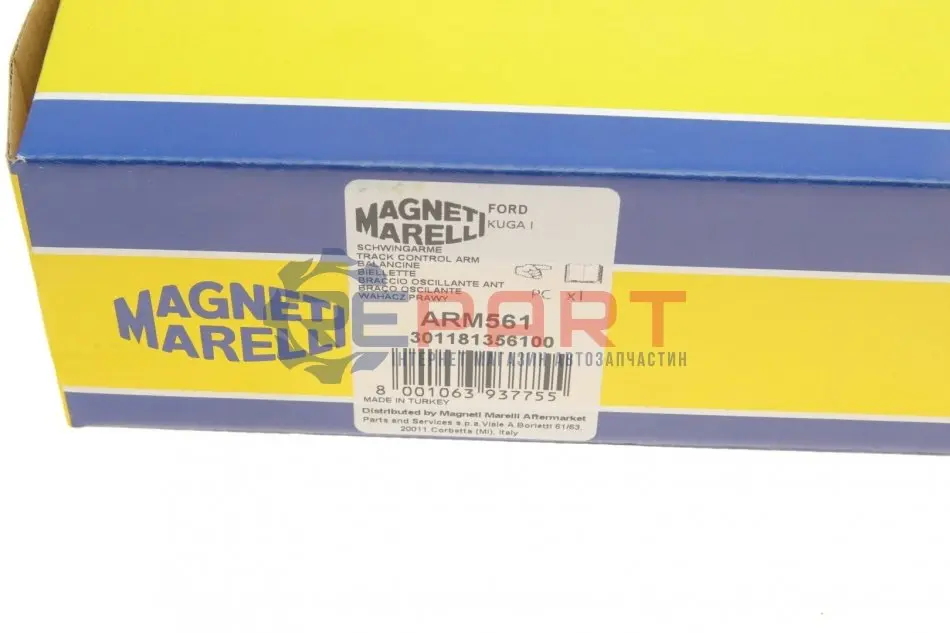 MAGNETI
MARELLI
MAGNETI
MARELLI
FORD
KUGA I
SCHWINGARME
TRACK CONTROL ARM
BALANCINE
BIELLETTE
BRACCIO OSCILLANTE ANT
BRACO OSCILANTE
WAHACZ PRAWY
PC x1
ARM561
301181356100
8 001063 937755
MADE IN TURKEY
Distributed by Magneti Marelli Aftermarket
Parts and Services s.p.a. Viale A.Borletti 61/63
20011 Corbetta (MI), Italy
EPART
ІНТЕРНЕТ МАГАЗИН АВТОЗАПЧАСТИН